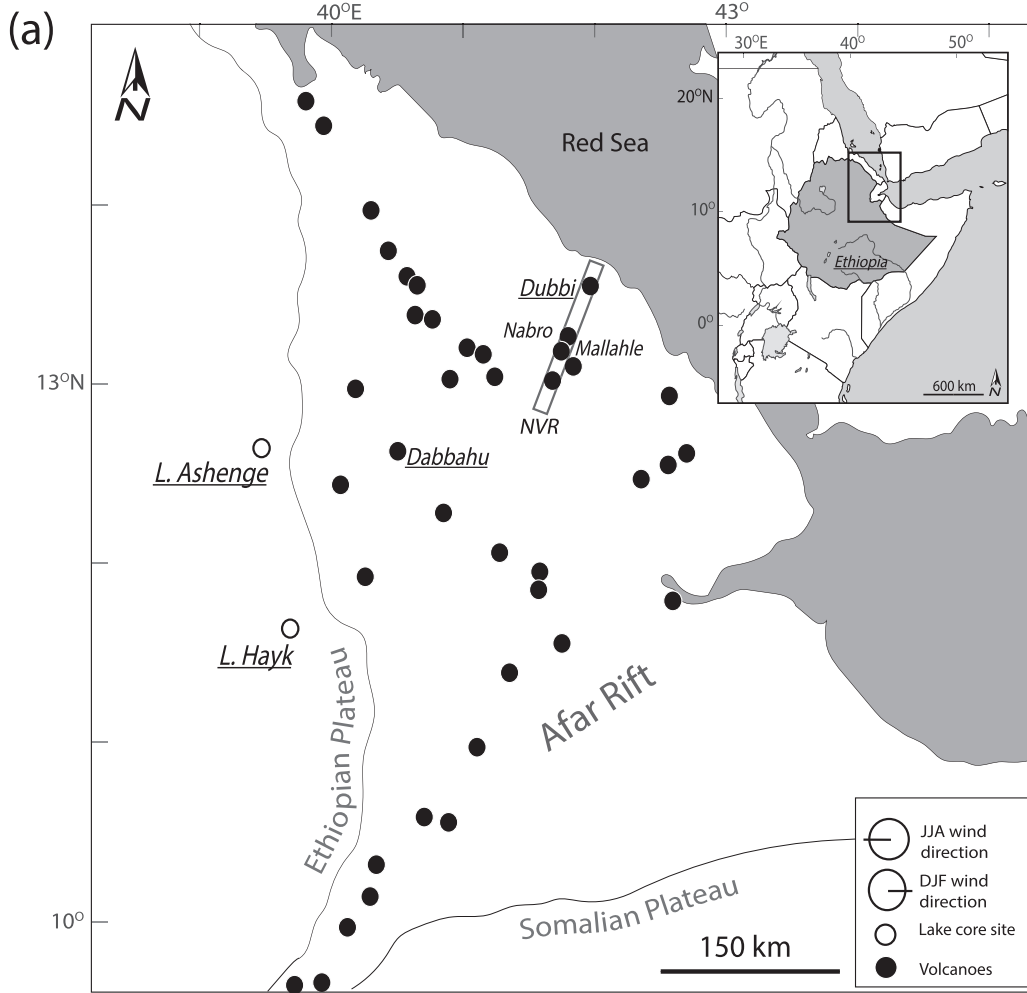 (a)
40°E
43°
N
Red Sea
30°E
40°
50°
20°N
10°
0°
Ethiopia
600 km
N
Dubbi
Nabro
Mallahle
NVR
13°N
L. Ashenge
Dabbahu
L. Hayk
Ethiopian Plateau
Afar Rift
10°
Somalian Plateau
150 km
JJA wind
direction
DJF wind
direction
Lake core site
Volcanoes